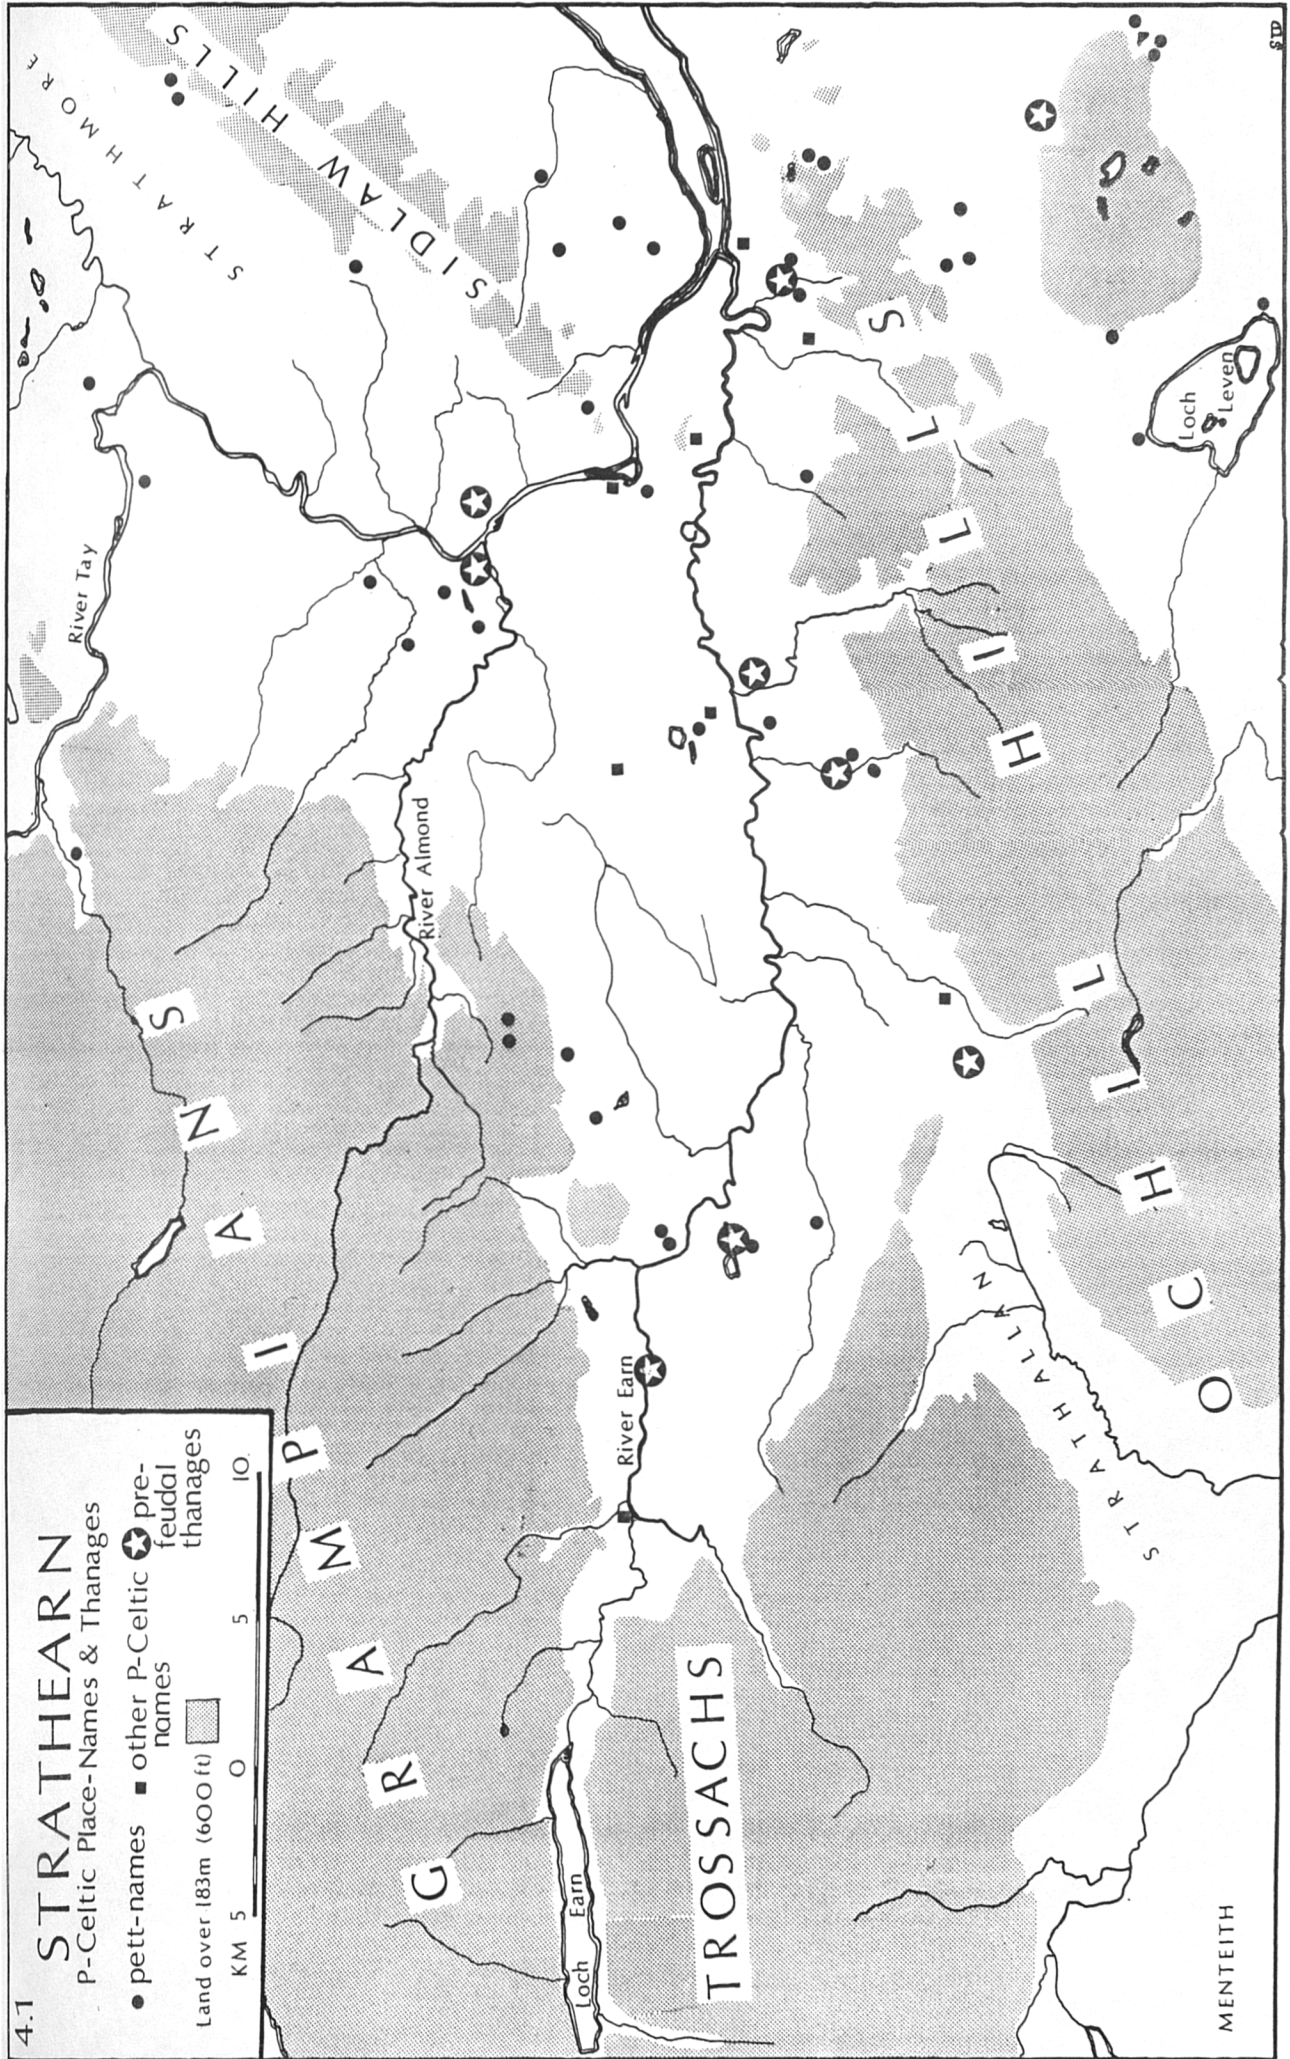 4.1
STRATHEARN
P-Celtic Place-Names & Thanages
● pett-names ■ other P-Celtic names ✪ pre-feudal thanages
Land over 183m (600ft)
KM 5 0 5 10
GRAMPIANS
STRATHMORE
SIDLAW HILLS
River Tay
River Almond
River Earn
Loch Earn
TROSSACHS
STRATHALLAN
OCHIL HILLS
Loch Leven
MENTEITH